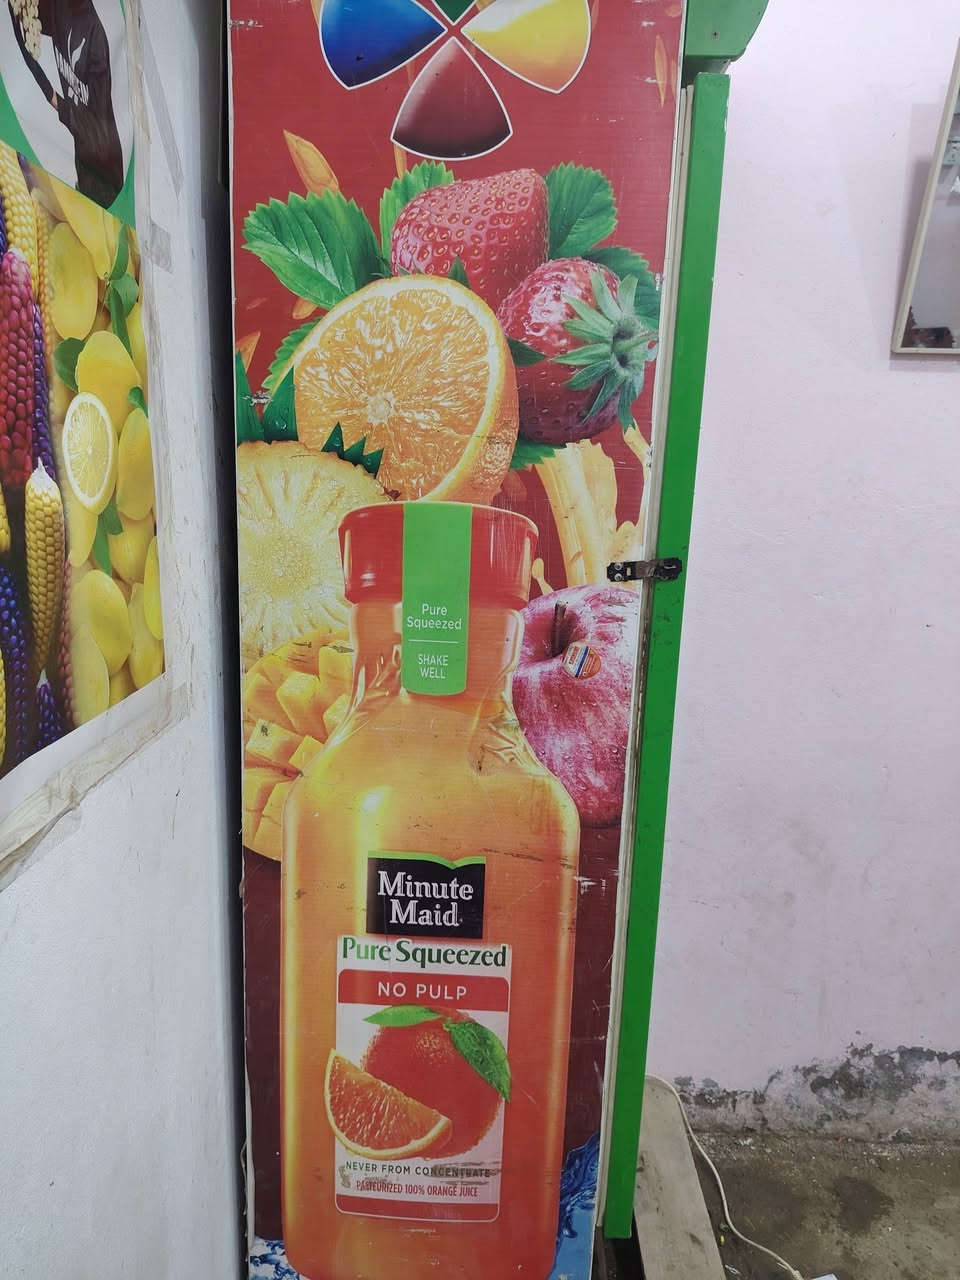 Pure
Squeezed
SHAKE
WELL
Minute
Maid
Pure Squeezed
NO PULP
NEVER FROM CONCENTRATE
PASTEURIZED 100% ORANGE JUICE